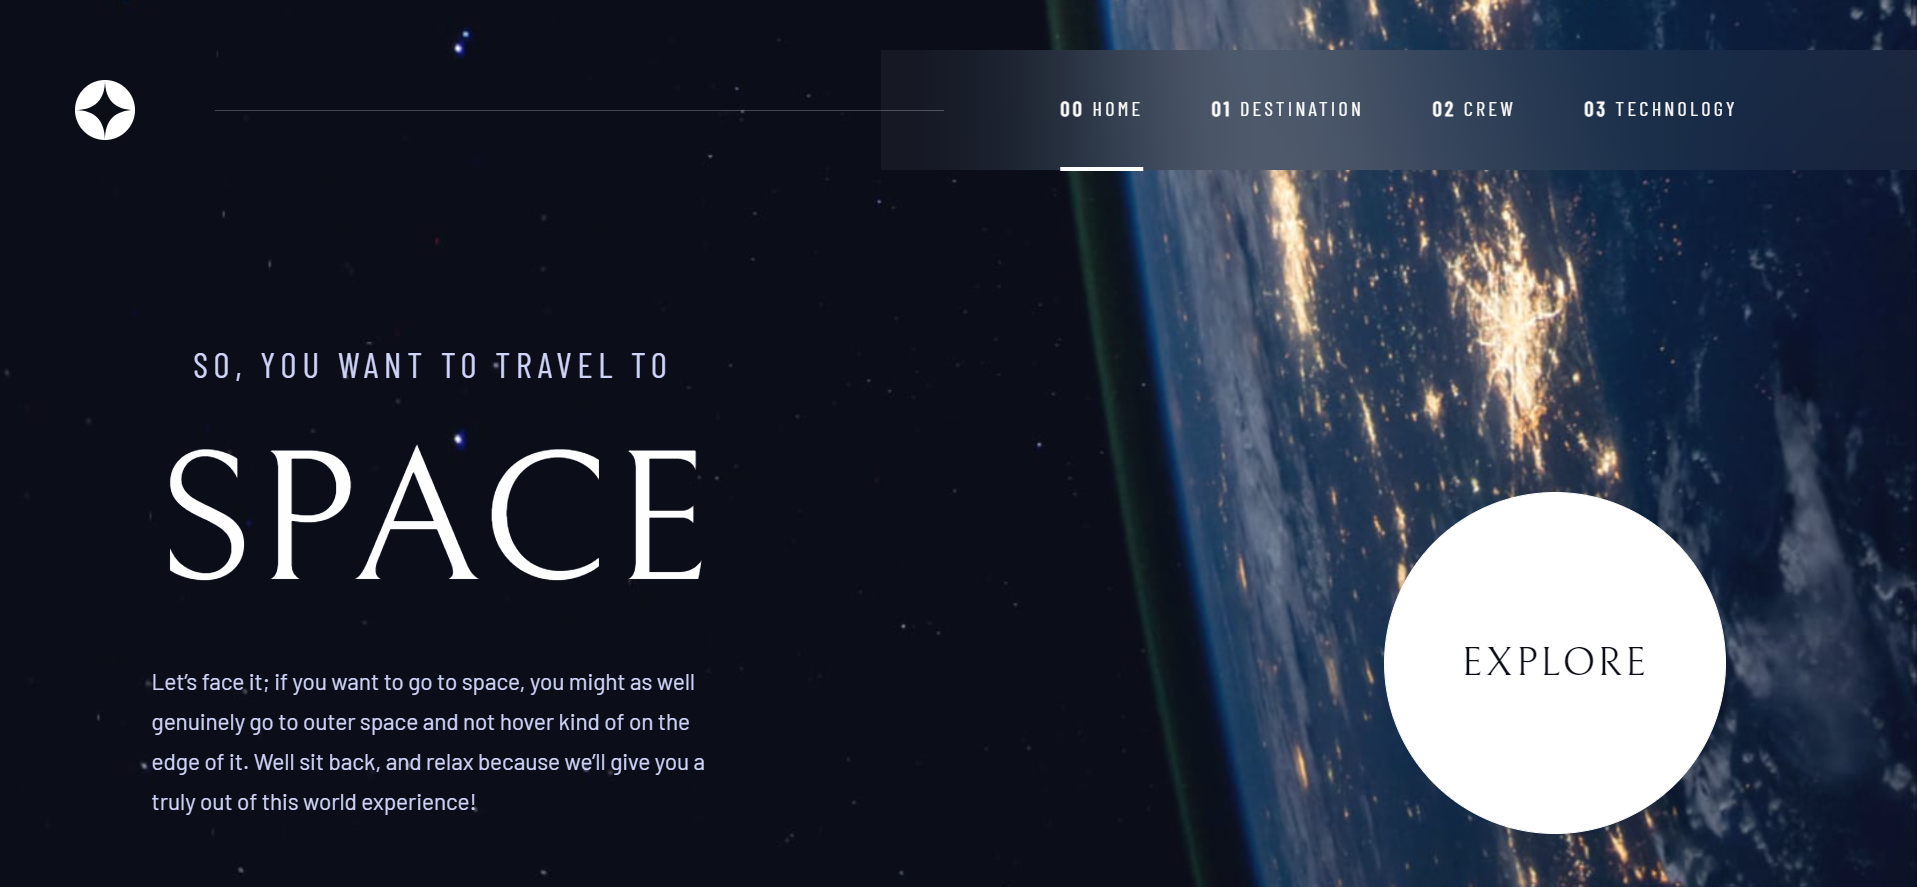 00 HOME 01 DESTINATION 02 CREW 03 TECHNOLOGY
SO, YOU WANT TO TRAVEL TO
SPACE
Let’s face it; if you want to go to space, you might as well
genuinely go to outer space and not hover kind of on the
edge of it. Well sit back, and relax because we’ll give you a
truly out of this world experience!
EXPLORE